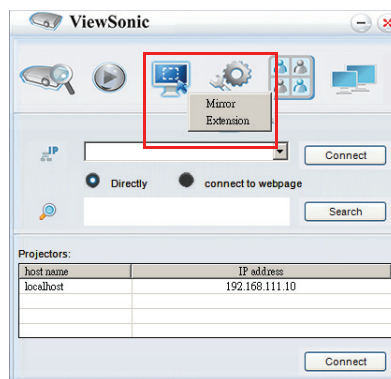 ViewSonic
Mirror
Extension
IP
Connect
Directly connect to webpage
Search
Projectors:
host name IP address
localhost 192.168.111.10
Connect